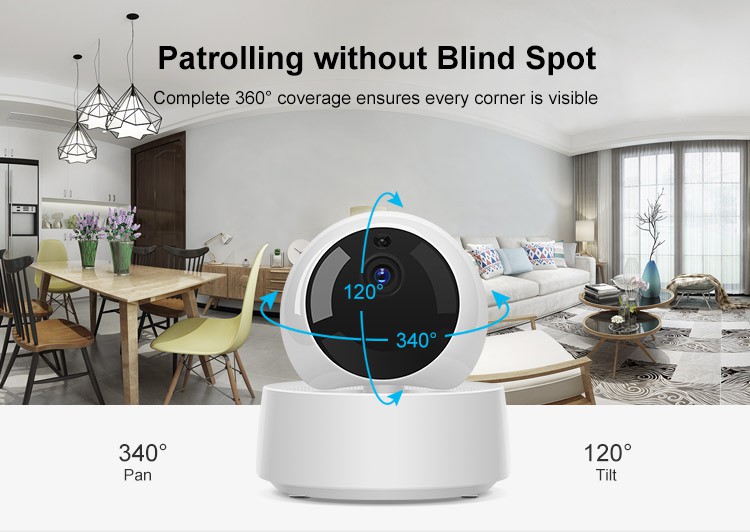 Patrolling without Blind Spot
Complete 360° coverage ensures every corner is visible
120°
340°
340°
Pan
120°
Tilt